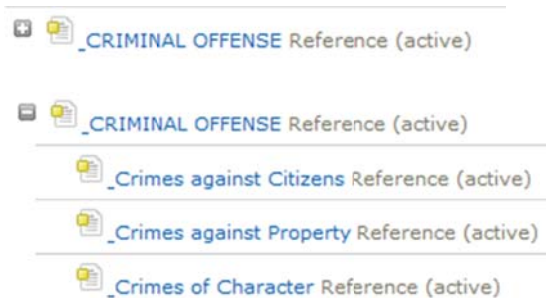 _CRIMINAL OFFENSE Reference (active)
_CRIMINAL OFFENSE Reference (active)
_Crimes against Citizens Reference (active)
_Crimes against Property Reference (active)
_Crimes of Character Reference (active)